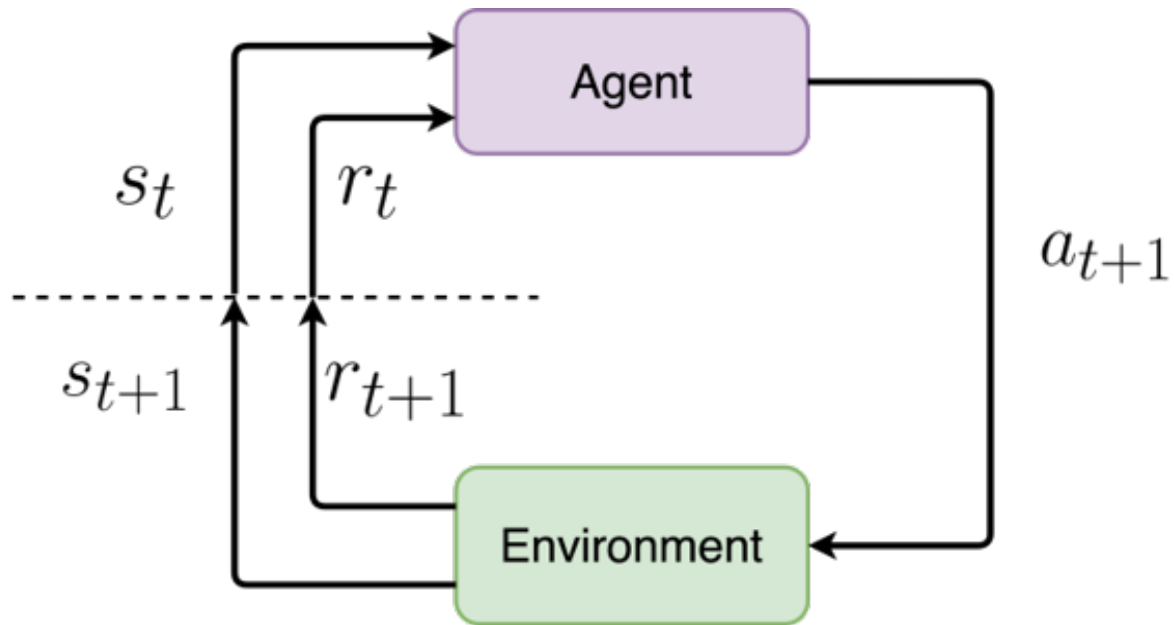 Agent
s_t
r_t
a_{t+1}
s_{t+1}
r_{t+1}
Environment